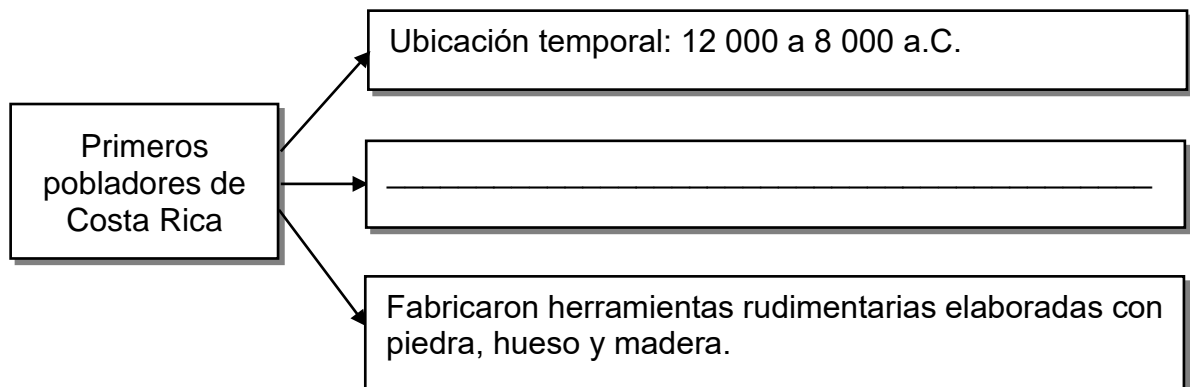 Ubicación temporal: 12 000 a 8 000 a.C.
Primeros
pobladores de
Costa Rica
______________________________________________
Fabricaron herramientas rudimentarias elaboradas con
piedra, hueso y madera.